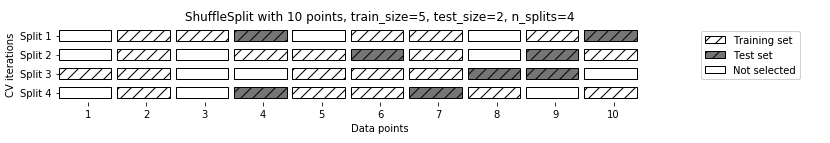 ShuffleSplit with 10 points, train_size=5, test_size=2, n_splits=4
CV iterations
Split 1
Split 2
Split 3
Split 4
1 2 3 4 5 6 7 8 9 10
Data points
Training set
Test set
Not selected